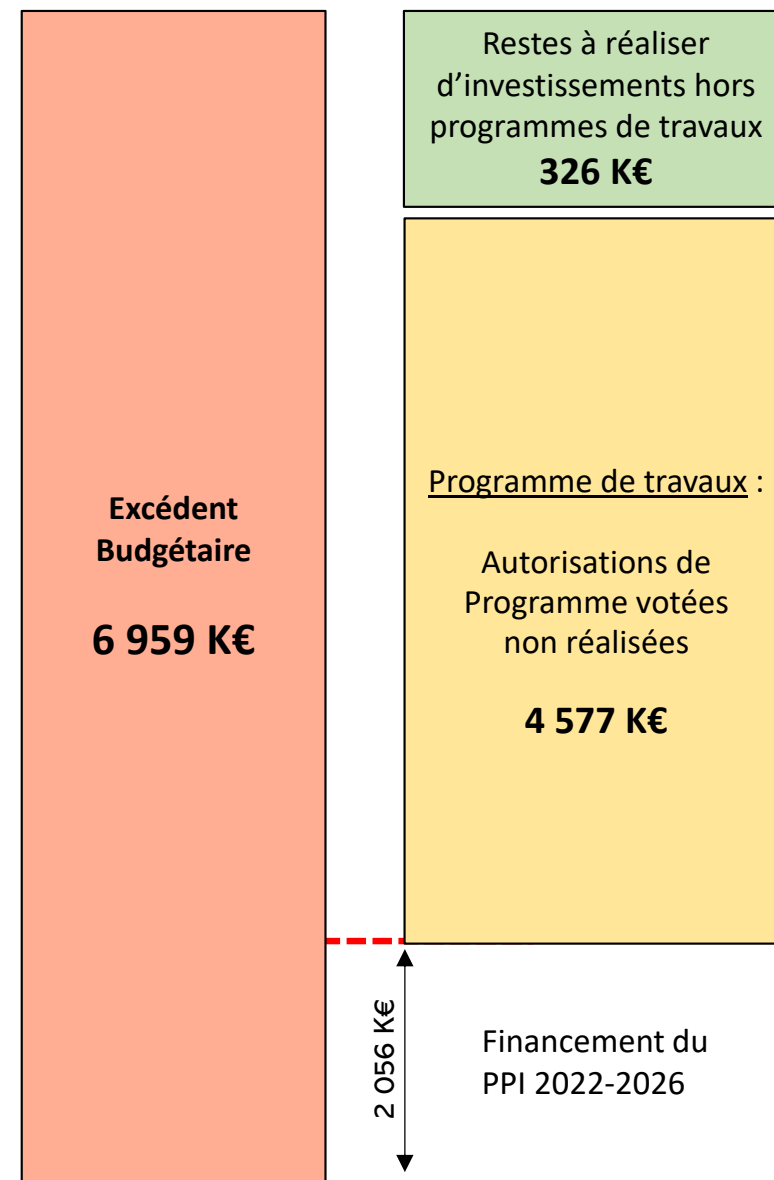 Excédent
Budgétaire
6 959 K€
Restes à réaliser
d’investissements hors
programmes de travaux
326 K€
Programme de travaux :
Autorisations de
Programme votées
non réalisées
4 577 K€
2 056 K€
Financement du
PPI 2022-2026